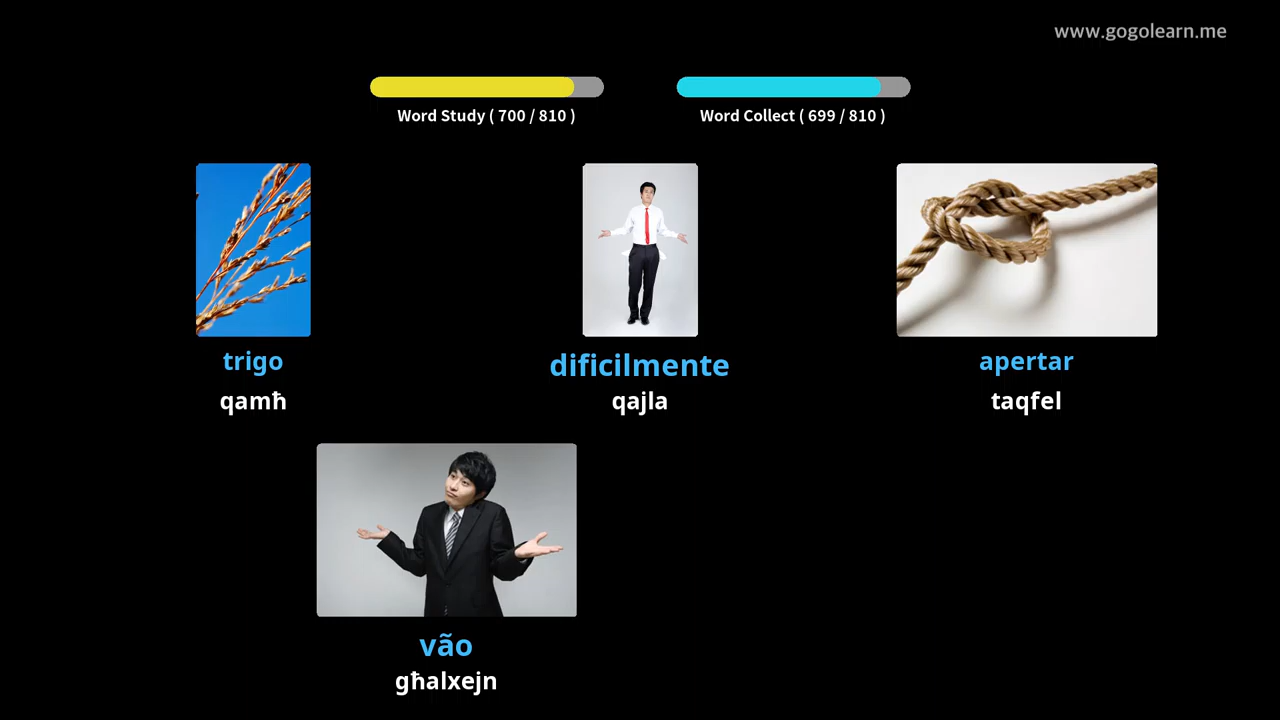 www.gogolearn.me
Word Study ( 700 / 810 )
Word Collect ( 699 / 810 )
trigo
qamħ
dificilmente
qajla
apertar
taqfel
vão
għalxejn